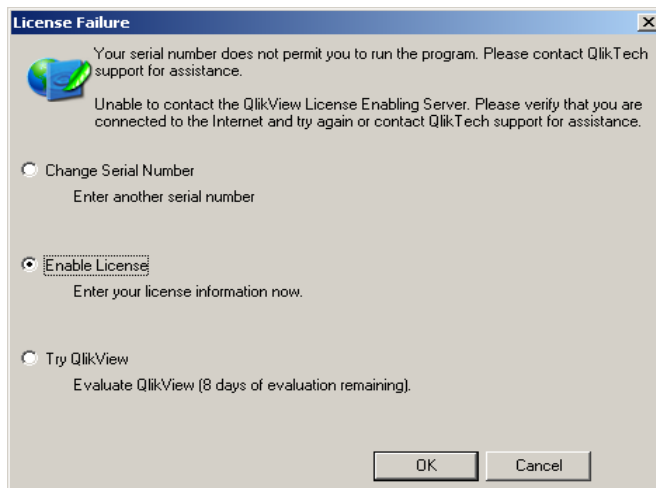 License Failure
Your serial number does not permit you to run the program. Please contact QlikTech
support for assistance.
Unable to contact the QlikView License Enabling Server. Please verify that you are
connected to the Internet and try again or contact QlikTech support for assistance.
Change Serial Number
Enter another serial number
Enable License
Enter your license information now.
Try QlikView
Evaluate QlikView (8 days of evaluation remaining).
OK Cancel